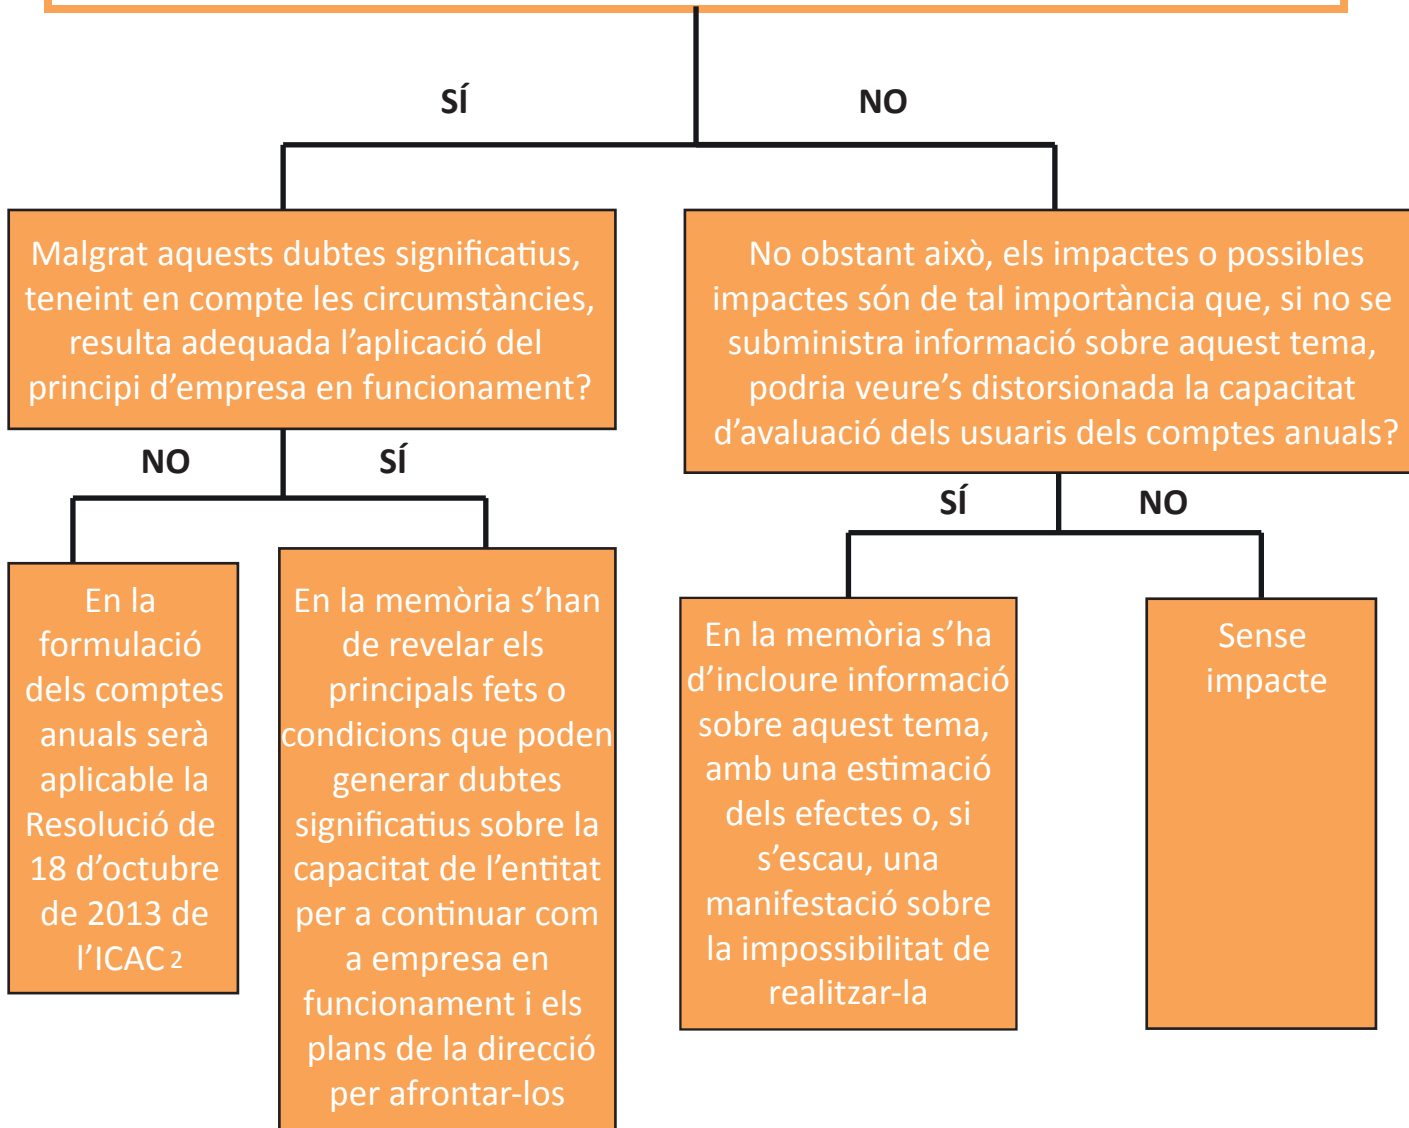 SÍ
NO
Malgrat aquests dubtes significatius,
teneint en compte les circumstàncies,
resulta adequada l’aplicació del
principi d’empresa en funcionament?
No obstant això, els impactes o possibles
impactes són de tal importància que, si no se
subministra informació sobre aquest tema,
podria veure’s distorsionada la capacitat
d’avaluació dels usuaris dels comptes anuals?
NO
SÍ
SÍ
NO
En la
formulació
dels comptes
anuals serà
aplicable la
Resolució de
18 d’octubre
de 2013 de
l’ICAC 2
En la memòria s’han
de revelar els
principals fets o
condicions que poden
generar dubtes
significatius sobre la
capacitat de l’entitat
per a continuar com
a empresa en
funcionament i els
plans de la direcció
per afrontar-los
En la memòria s’ha
d’incloure informació
sobre aquest tema,
amb una estimació
dels efectes o, si
s’escau, una
manifestació sobre
la impossibilitat de
realitzar-la
Sense
impacte